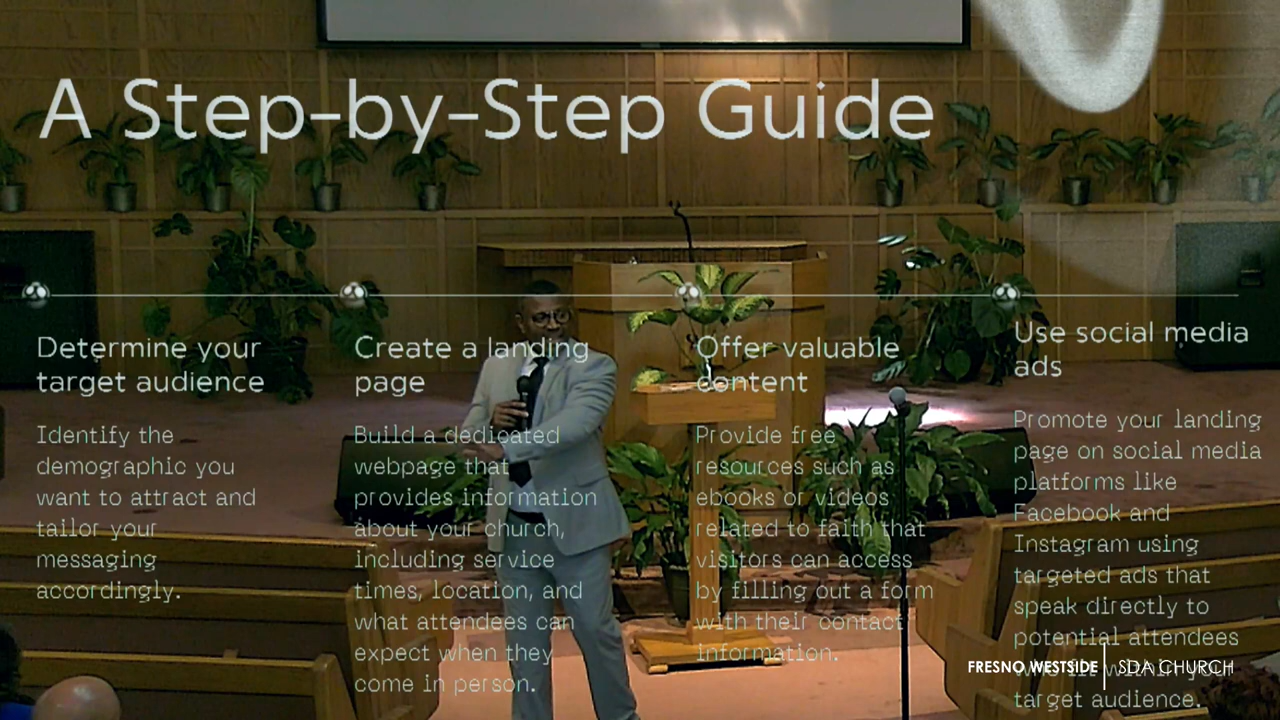 A Step-by-Step Guide
Determine your
target audience
Identify the
demographic you
want to attract and
tailor your
messaging
accordingly.
Create a landing
page
Build a dedicated
webpage that
provides information
about your church,
including service
times, location, and
what attendees can
expect when they
come in person.
Offer valuable
content
Provide free
resources such as
ebooks or videos
related to faith that
visitors can access
by filling out a form
with their contact
information.
Use social media
ads
Promote your landing
page on social media
platforms like
Facebook and
Instagram using
targeted ads that
speak directly to
potential attendees
who fit within your
target audience.
FRESNO WESTSIDE | SDA CHURCH